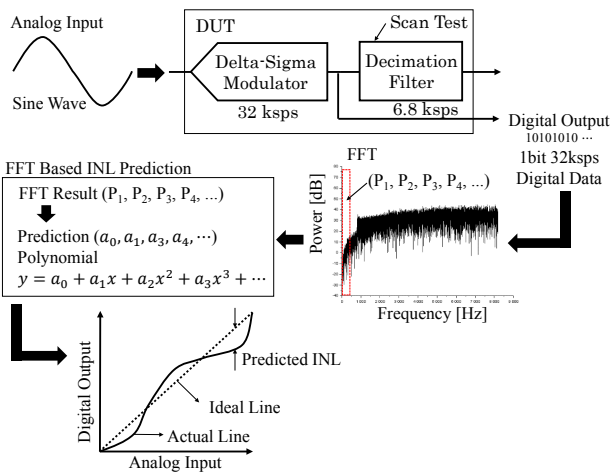 Analog Input
Sine Wave
DUT
Scan Test
Delta-Sigma
Modulator
Decimation
Filter
32 ksps
6.8 ksps
Digital Output
10101010 ⋯
1bit 32ksps
Digital Data
FFT Based INL Prediction
FFT Result (P₁, P₂, P₃, P₄, ...)
Prediction (a₀, a₁, a₃, a₄, ⋯)
Polynomial
y = a₀ + a₁x + a₂x² + a₃x³ + ⋯
FFT
(P₁, P₂, P₃, P₄, ...)
Power [dB]
Frequency [Hz]
Digital Output
Predicted INL
Ideal Line
Actual Line
Analog Input